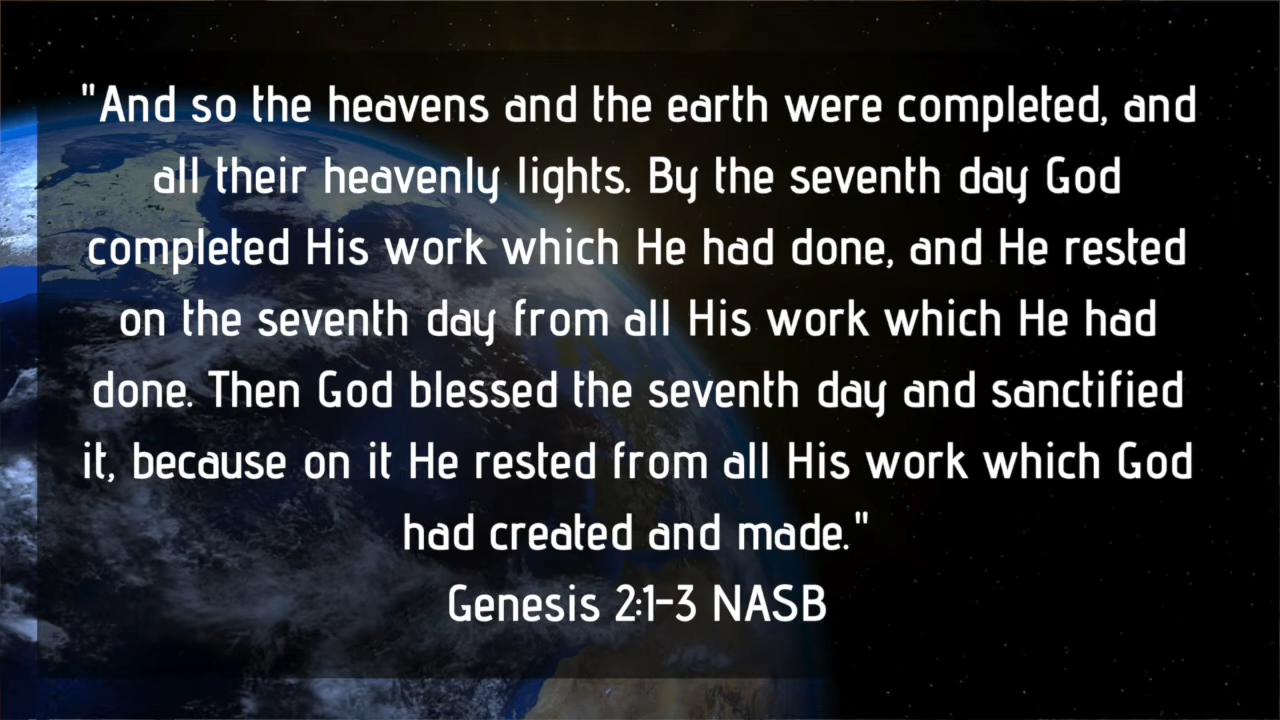 "And so the heavens and the earth were completed, and
all their heavenly lights. By the seventh day God
completed His work which He had done, and He rested
on the seventh day from all His work which He had
done. Then God blessed the seventh day and sanctified
it, because on it He rested from all His work which God
had created and made."
Genesis 2:1-3 NASB